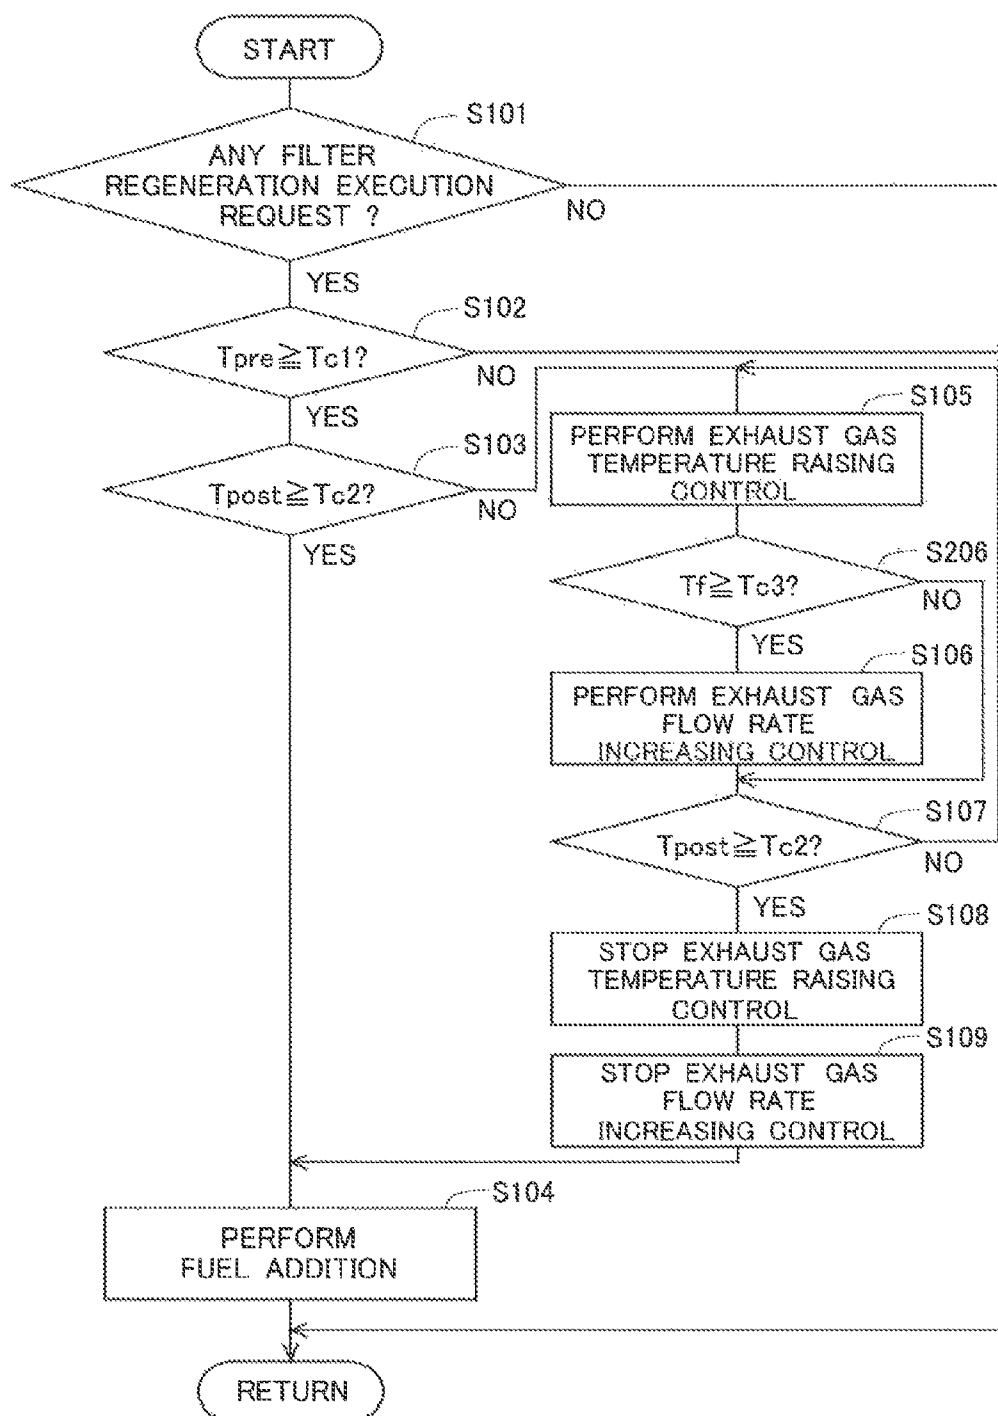 START
S101
ANY FILTER
REGENERATION EXECUTION
REQUEST ?
NO
YES
S102
Tpre≧Tc1?
NO
YES
S103
Tpost≧Tc2?
NO
YES
S105
PERFORM EXHAUST GAS
TEMPERATURE RAISING
CONTROL
S206
Tf≧Tc3?
NO
YES
S106
PERFORM EXHAUST GAS
FLOW RATE
INCREASING CONTROL
S107
Tpost≧Tc2?
NO
YES
S108
STOP EXHAUST GAS
TEMPERATURE RAISING
CONTROL
S109
STOP EXHAUST GAS
FLOW RATE
INCREASING CONTROL
S104
PERFORM
FUEL ADDITION
RETURN